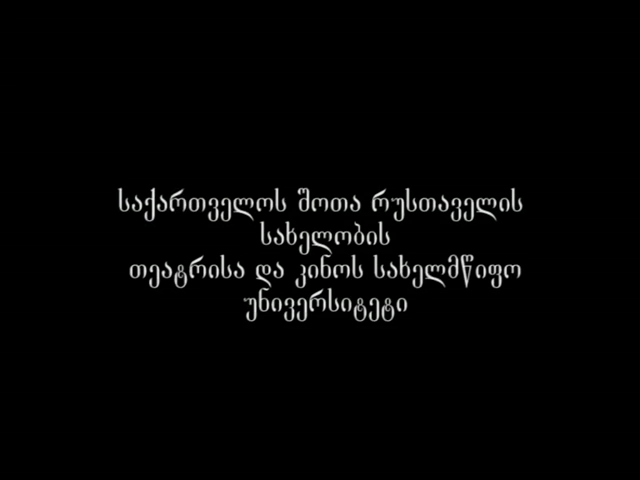 საქართველოს შოთა რუსთაველის
სახელობის
თეატრისა და კინოს სახელმწიფო
უნივერსიტეტი